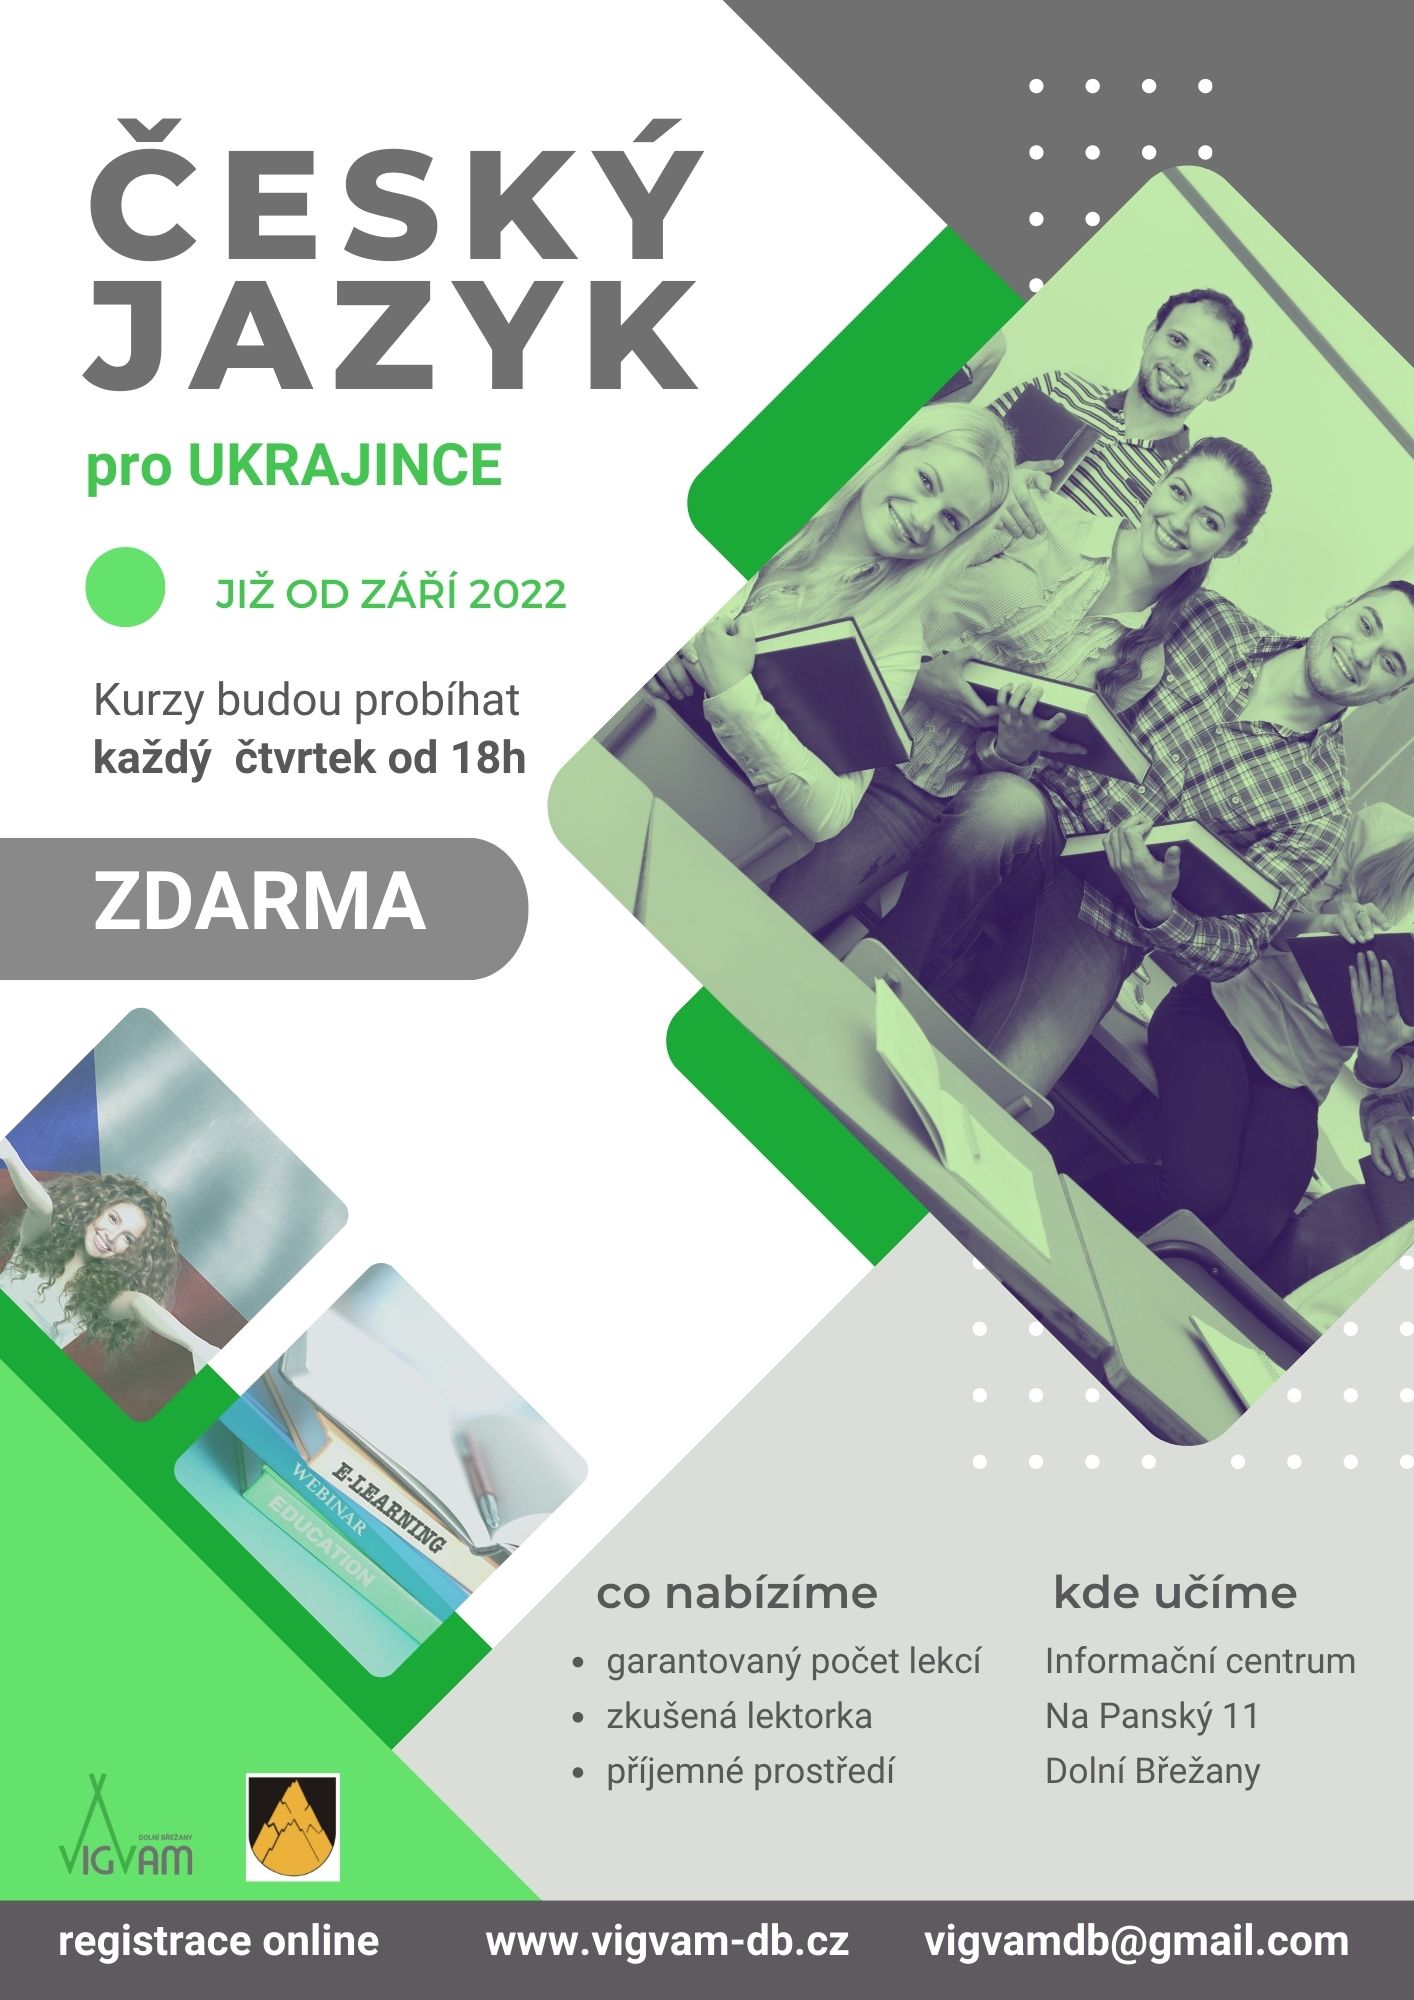 ČESKÝ
JAZYK
pro UKRAJINCE
JIŽ OD ZÁŘÍ 2022
Kurzy budou probíhat
každý čtvrtek od 18h
ZDARMA
E-LEARNING
WEBINAR
EDUCATION
co nabízíme
• garantovaný počet lekcí
• zkušená lektorka
• příjemné prostředí
kde učíme
Informační centrum
Na Panský 11
Dolní Břežany
DOLNÍ BŘEŽANY
VIGVAM
registrace online
www.vigvam-db.cz
vigvamdb@gmail.com